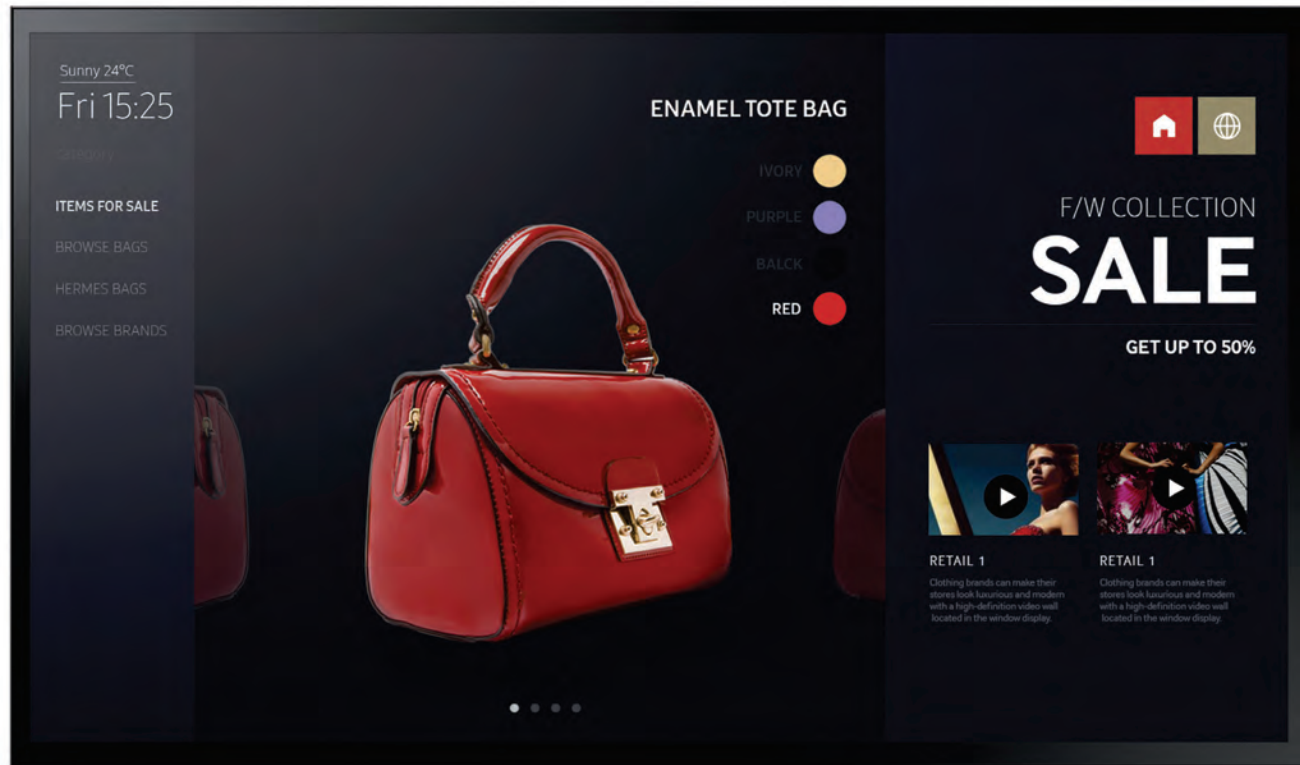 Sunny 24°C
Fri 15:25
category
ITEMS FOR SALE
BROWSE BAGS
HERMES BAGS
BROWSE BRANDS
ENAMEL TOTE BAG
IVORY
PURPLE
BALCK
RED
F/W COLLECTION
SALE
GET UP TO 50%
RETAIL 1
Clothing brands can make their
stores look luxurious and modern
with a high-definition video wall
located in the window display.
RETAIL 1
Clothing brands can make their
stores look luxurious and modern
with a high-definition video wall
located in the window display.